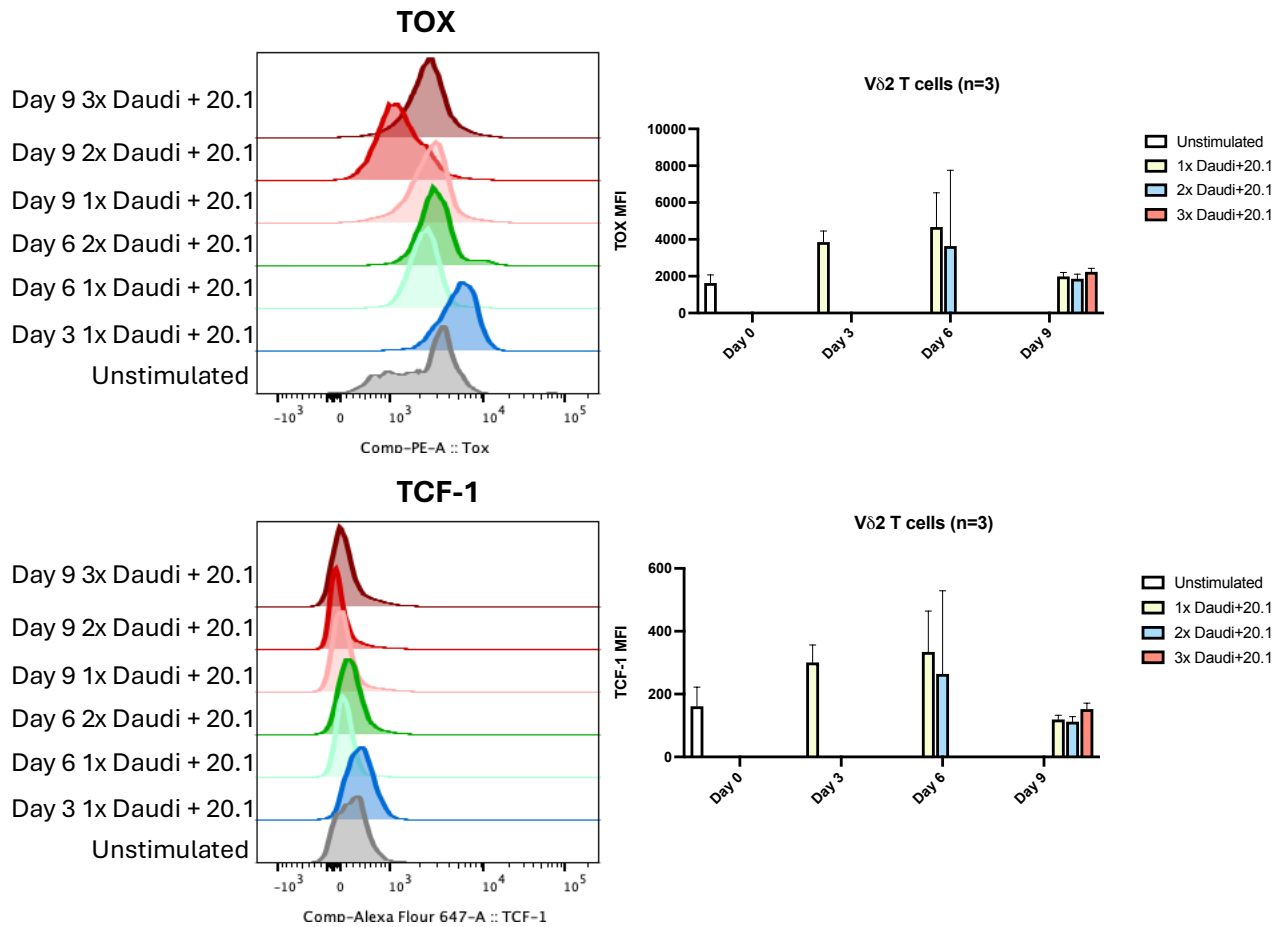 TOX
Day 9 3x Daudi + 20.1
Day 9 2x Daudi + 20.1
Day 9 1x Daudi + 20.1
Day 6 2x Daudi + 20.1
Day 6 1x Daudi + 20.1
Day 3 1x Daudi + 20.1
Unstimulated
-10³ 0 10³ 10⁴ 10⁵
Comp-PE-A :: Tox
Vδ2 T cells (n=3)
TOX MFI
10000
8000
6000
4000
2000
0
Day 0 Day 3 Day 6 Day 9
Unstimulated
1x Daudi+20.1
2x Daudi+20.1
3x Daudi+20.1
TCF-1
Day 9 3x Daudi + 20.1
Day 9 2x Daudi + 20.1
Day 9 1x Daudi + 20.1
Day 6 2x Daudi + 20.1
Day 6 1x Daudi + 20.1
Day 3 1x Daudi + 20.1
Unstimulated
-10³ 0 10³ 10⁴ 10⁵
Comp-Alexa Flour 647-A :: TCF-1
Vδ2 T cells (n=3)
TCF-1 MFI
600
400
200
0
Day 0 Day 3 Day 6 Day 9
Unstimulated
1x Daudi+20.1
2x Daudi+20.1
3x Daudi+20.1